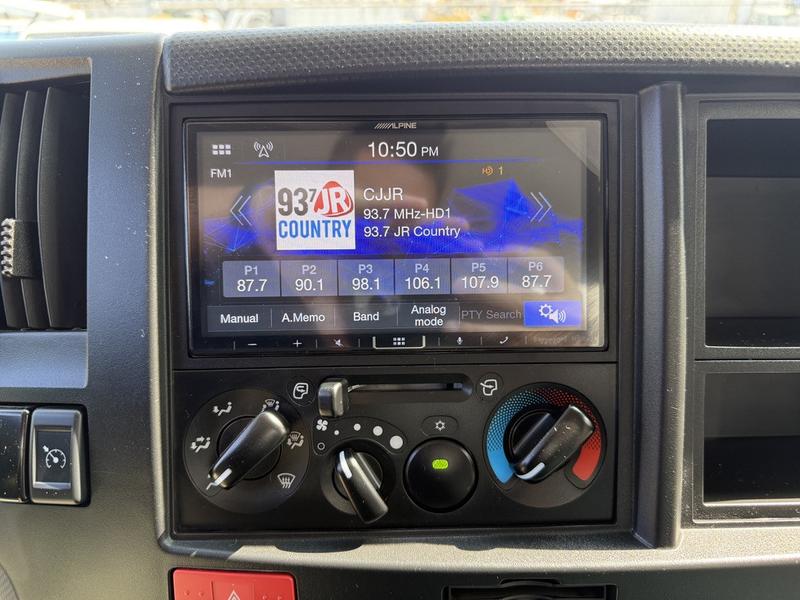 ALPINE
10:50 PM
FM1
1
93.7 JR
COUNTRY
CJJR
93.7 MHz-HD1
93.7 JR Country
P1 P2 P3 P4 P5 P6
87.7 90.1 98.1 106.1 107.9 87.7
Manual A.Memo Band Analog mode PTY Search